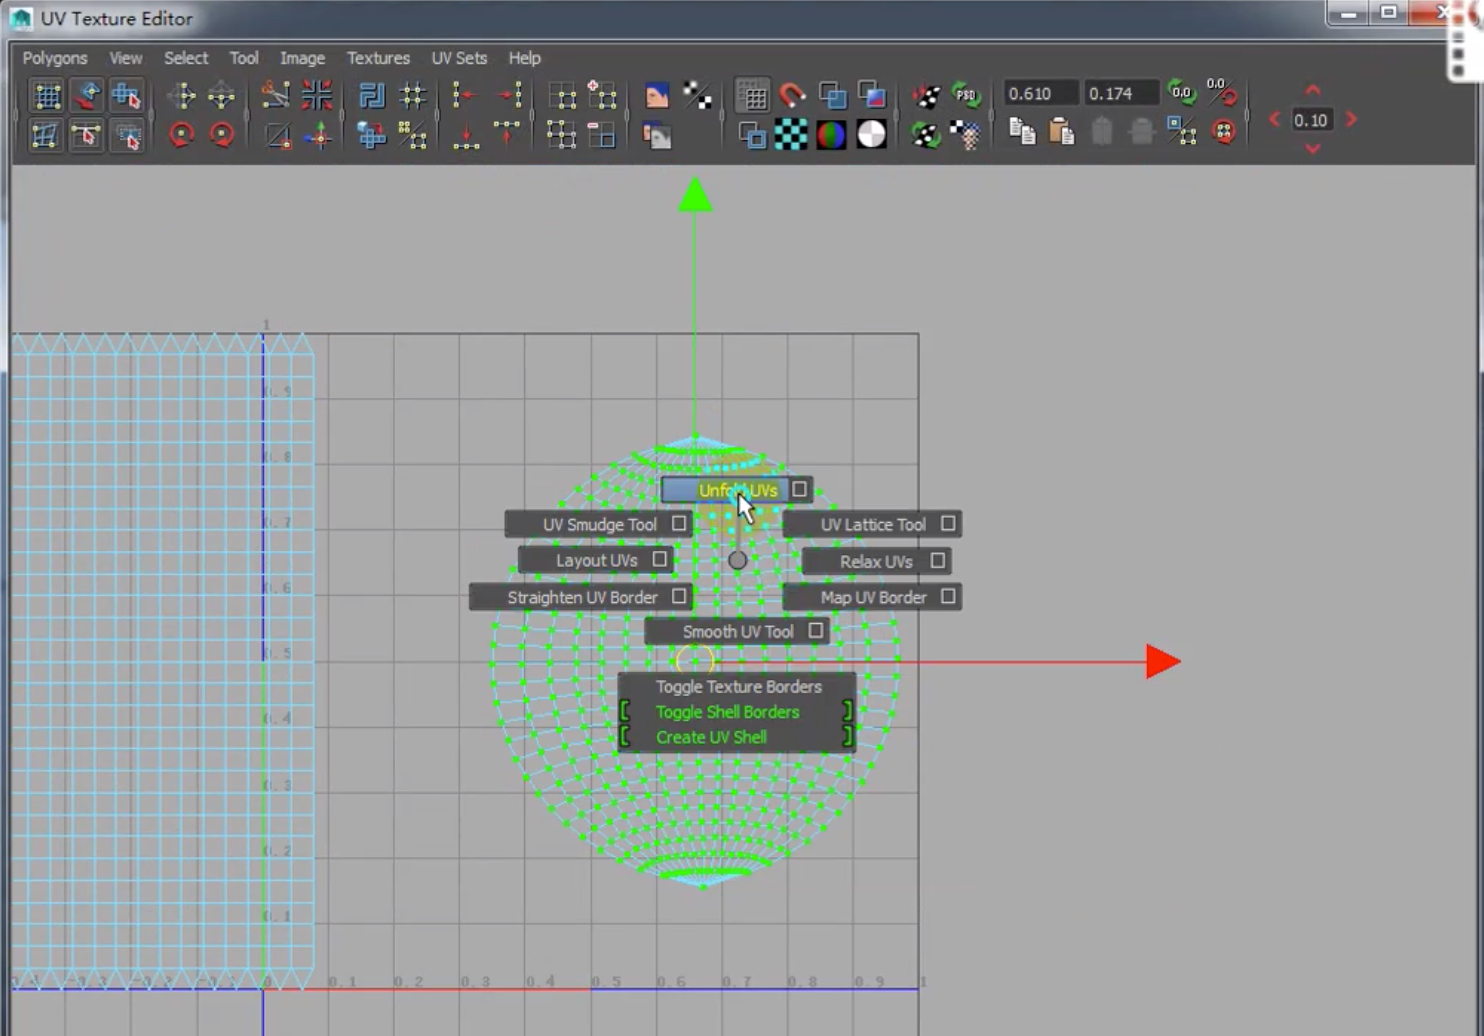 UV Texture Editor
Polygons View Select Tool Image Textures UV Sets Help
PSD 0.610 0.174 0.0 0.0
0.10
1
0.9
0.8
Unfold UVs
UV Smudge Tool UV Lattice Tool
0.7
Layout UVs Relax UVs
0.6
Straighten UV Border Map UV Border
Smooth UV Tool
0.5
Toggle Texture Borders
Toggle Shell Borders
0.4
Create UV Shell
0.3
0.2
0.1
0.1 0.2 0.3 0.4 0.5 0.6 0.7 0.8 0.9 1